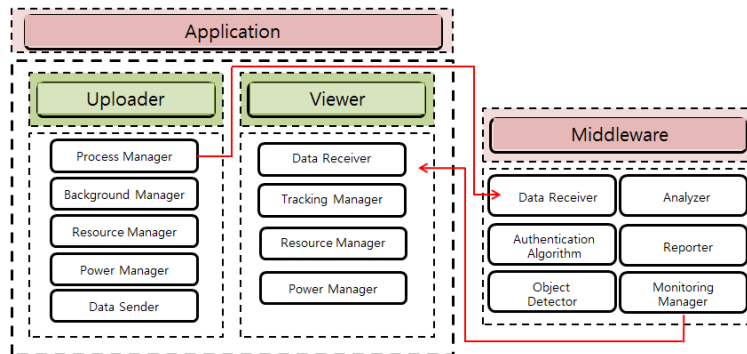 Application
Uploader
Process Manager
Background Manager
Resource Manager
Power Manager
Data Sender
Viewer
Data Receiver
Tracking Manager
Resource Manager
Power Manager
Middleware
Data Receiver
Analyzer
Authentication
Algorithm
Reporter
Object
Detector
Monitoring
Manager